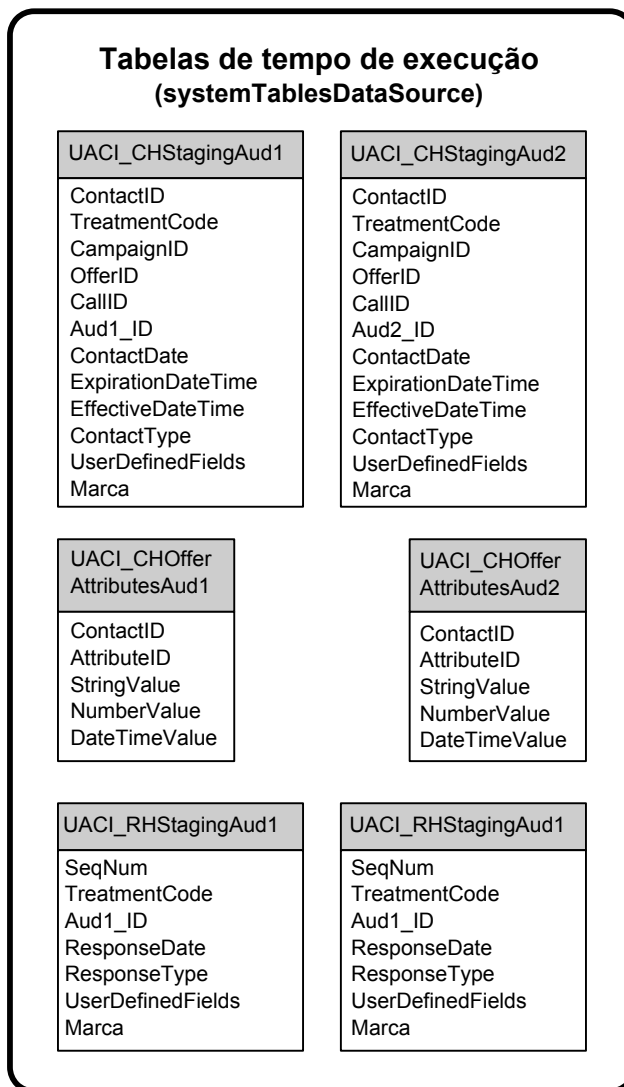 Tabelas de tempo de execução
(systemTablesDataSource)
UACI_CHStagingAud1
ContactID
TreatmentCode
CampaignID
OfferID
CallID
Aud1_ID
ContactDate
ExpirationDateTime
EffectiveDateTime
ContactType
UserDefinedFields
Marca
UACI_CHStagingAud2
ContactID
TreatmentCode
CampaignID
OfferID
CallID
Aud2_ID
ContactDate
ExpirationDateTime
EffectiveDateTime
ContactType
UserDefinedFields
Marca
UACI_CHOffer
AttributesAud1
ContactID
AttributeID
StringValue
NumberValue
DateTimeValue
UACI_CHOffer
AttributesAud2
ContactID
AttributeID
StringValue
NumberValue
DateTimeValue
UACI_RHStagingAud1
SeqNum
TreatmentCode
Aud1_ID
ResponseDate
ResponseType
UserDefinedFields
Marca
UACI_RHStagingAud1
SeqNum
TreatmentCode
Aud1_ID
ResponseDate
ResponseType
UserDefinedFields
Marca